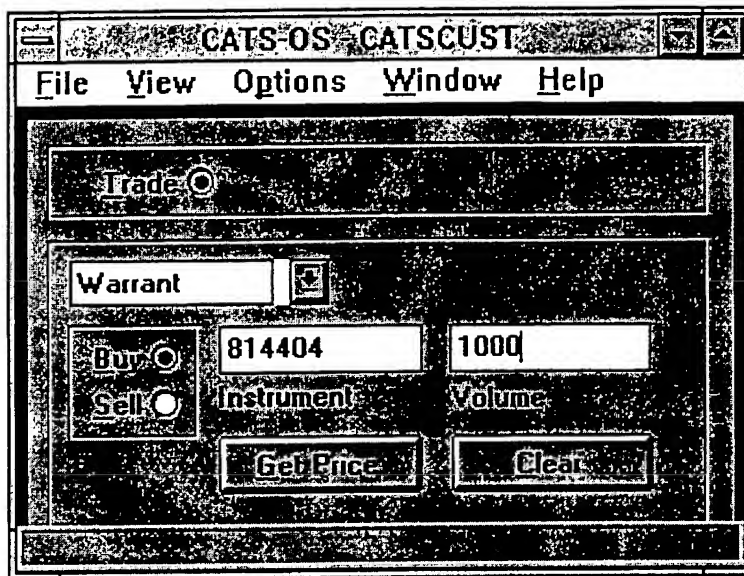 CATS-OS - CATSCUST
File View Options Window Help
Trade
Warrant
Buy 814404 1000
Sell Instrument Volume
Get Price Clear